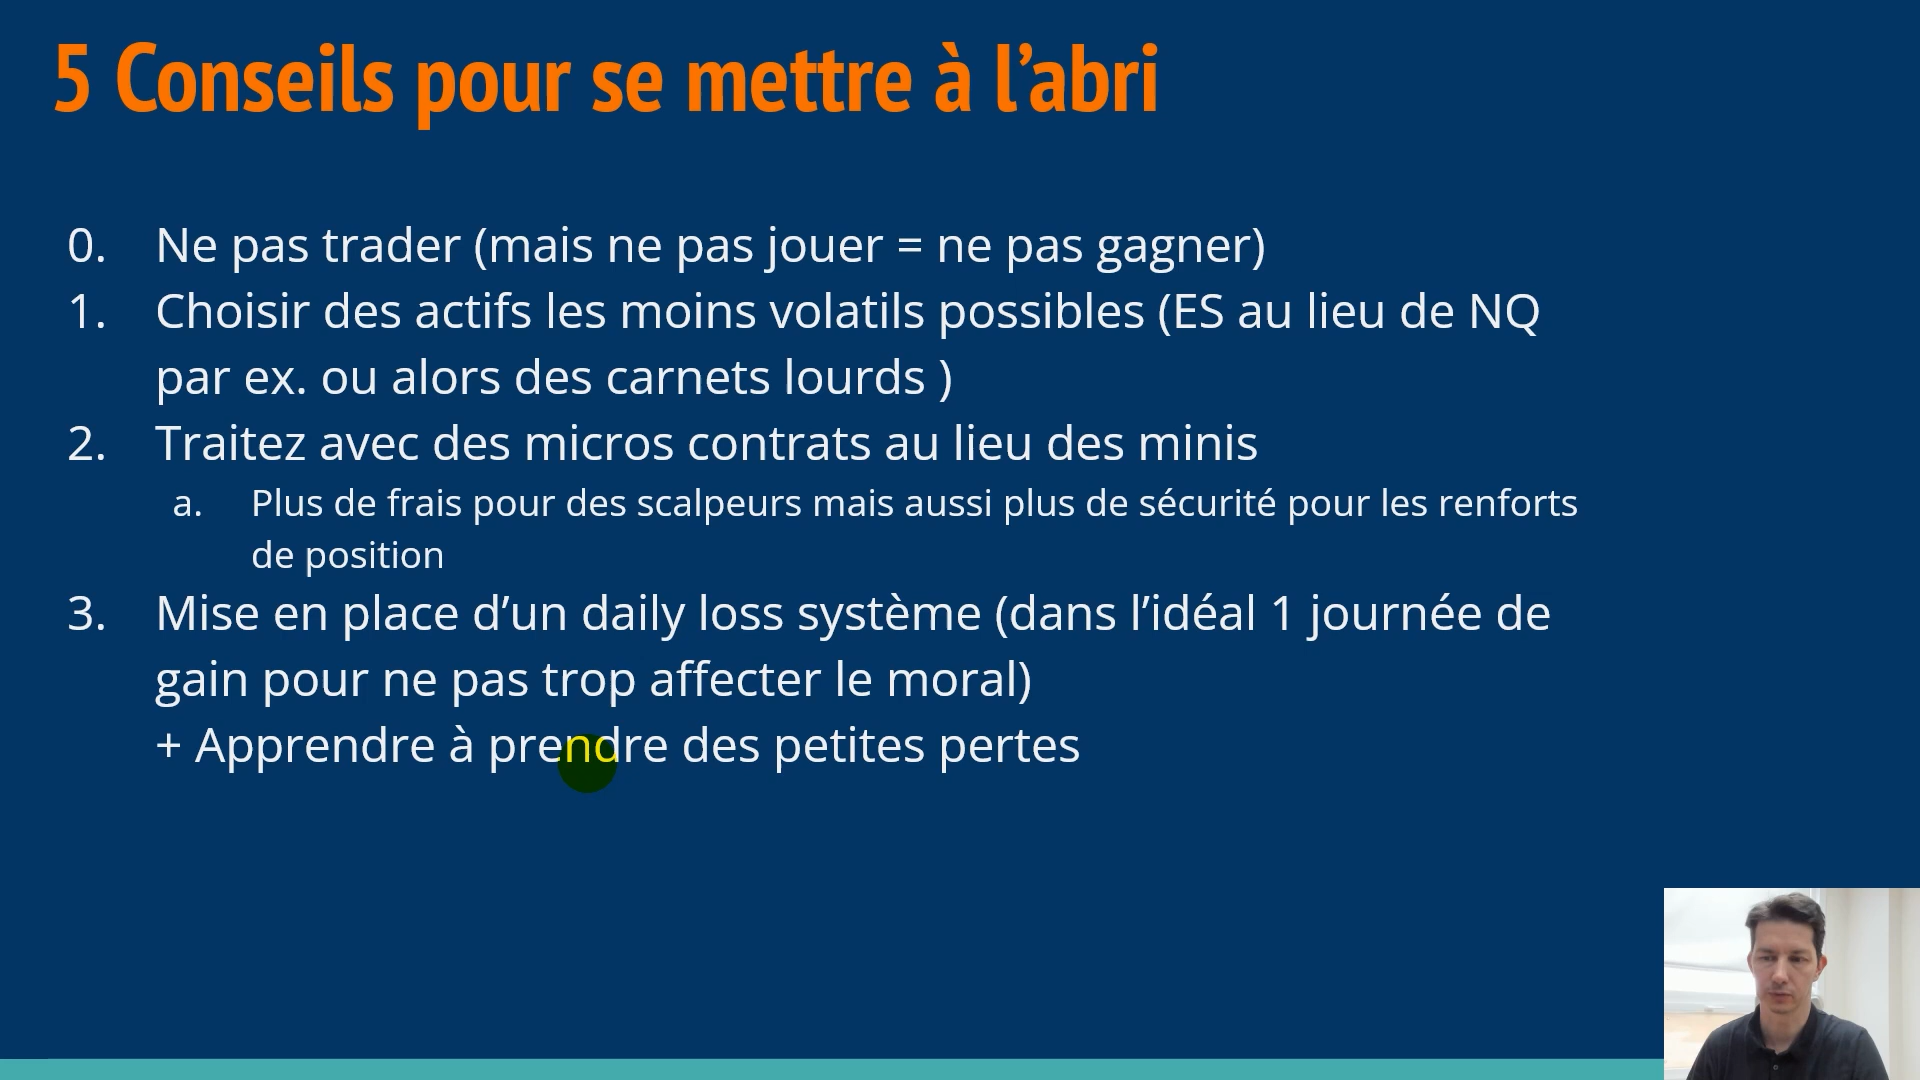 5 Conseils pour se mettre à l’abri
0. Ne pas trader (mais ne pas jouer = ne pas gagner)
1. Choisir des actifs les moins volatils possibles (ES au lieu de NQ
par ex. ou alors des carnets lourds )
2. Traitez avec des micros contrats au lieu des minis
a. Plus de frais pour des scalpeurs mais aussi plus de sécurité pour les renforts
de position
3. Mise en place d’un daily loss système (dans l’idéal 1 journée de
gain pour ne pas trop affecter le moral)
+ Apprendre à prendre des petites pertes